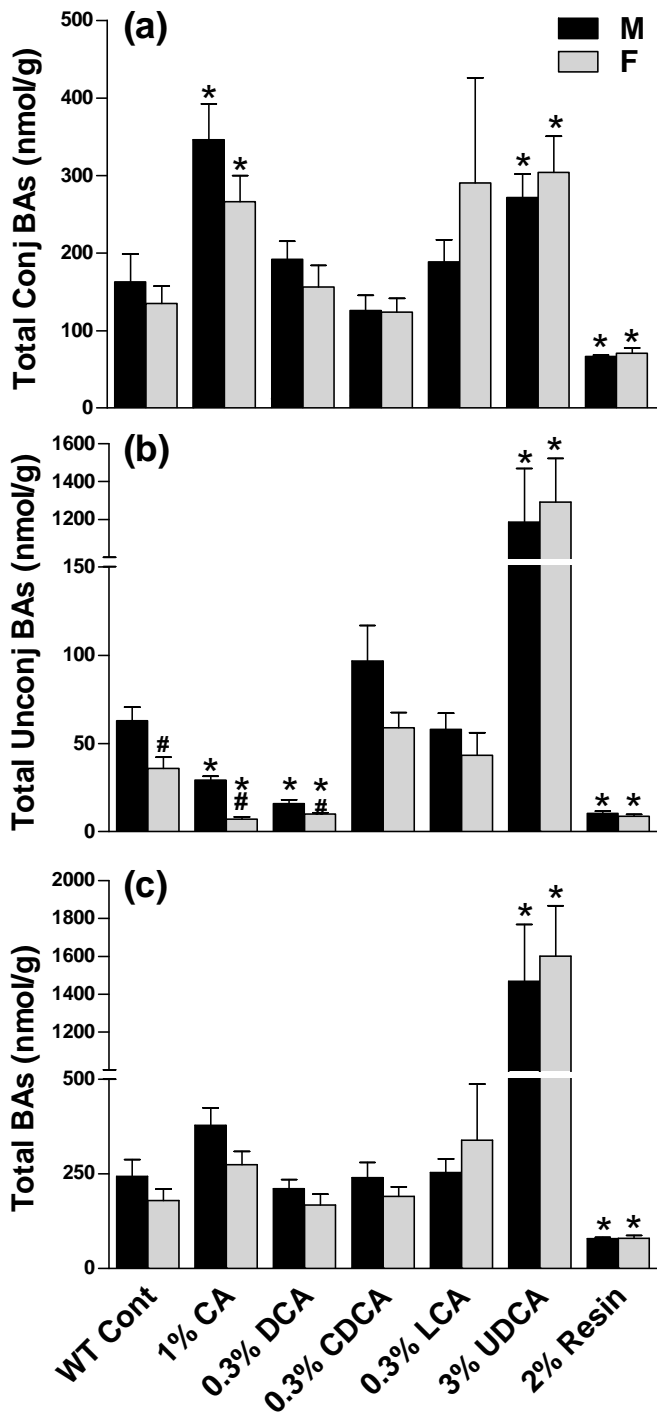 (a)
M
F
Total Conj BAs (nmol/g)
500
400
300
200
100
0
* * * * * *
(b)
Total Unconj BAs (nmol/g)
1600
1200
150
100
50
0
# * * # * * # * * * *
(c)
Total BAs (nmol/g)
2000
1800
1600
1400
1200
500
250
0
* * * *
WT Cont
1% CA
0.3% DCA
0.3% CDCA
0.3% LCA
3% UDCA
2% Resin